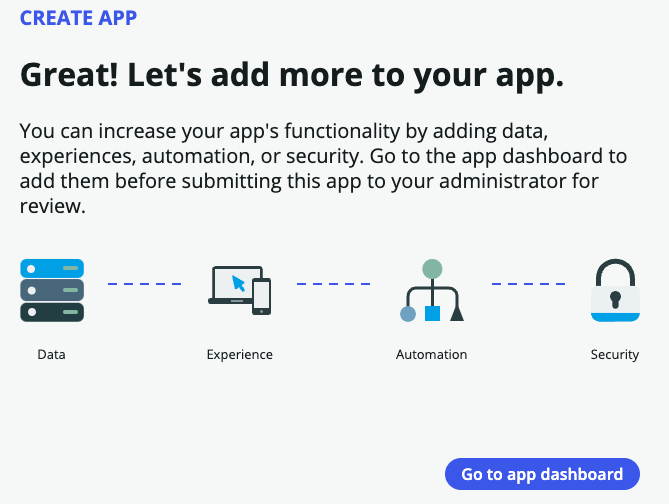 CREATE APP
Great! Let's add more to your app.
You can increase your app's functionality by adding data,
experiences, automation, or security. Go to the app dashboard to
add them before submitting this app to your administrator for
review.
Data
Experience
Automation
Security
Go to app dashboard